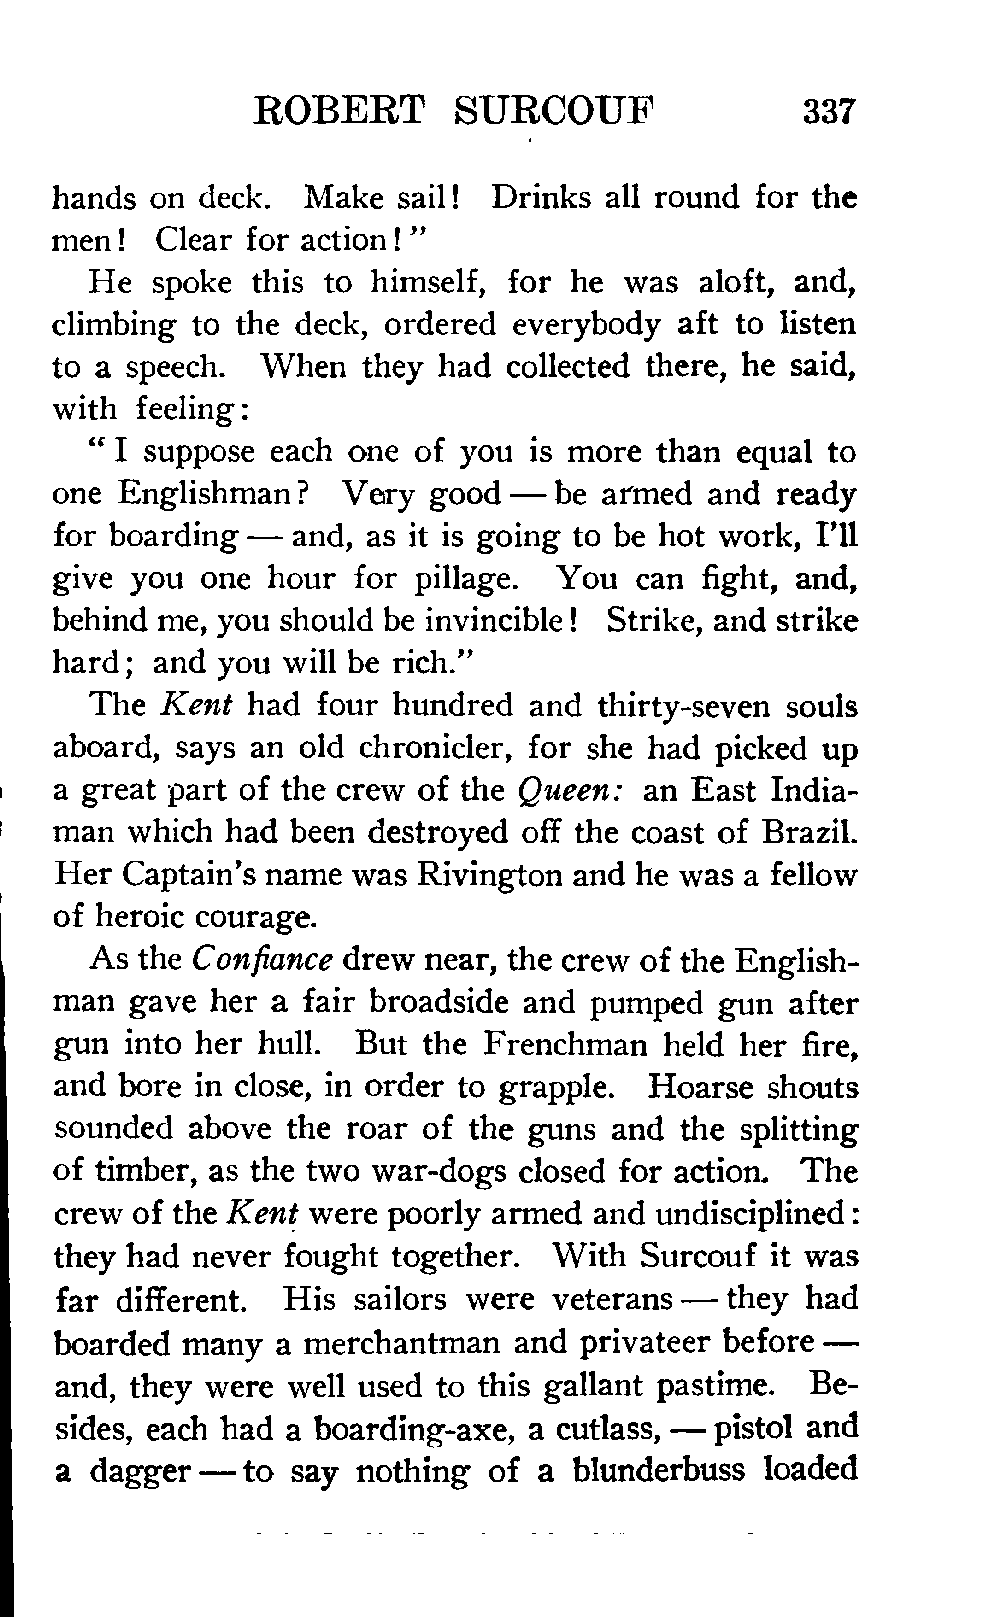 ROBERT SURCOUF 337
hands on deck. Make sail! Drinks all round for the
men! Clear for action!"
He spoke this to himself, for he was aloft, and,
climbing to the deck, ordered everybody aft to listen
to a speech. When they had collected there, he said,
with feeling:
"I suppose each one of you is more than equal to
one Englishman? Very good — be armed and ready
for boarding — and, as it is going to be hot work, I'll
give you one hour for pillage. You can fight, and,
behind me, you should be invincible! Strike, and strike
hard; and you will be rich."
The Kent had four hundred and thirty-seven souls
aboard, says an old chronicler, for she had picked up
a great part of the crew of the Queen: an East India-
man which had been destroyed off the coast of Brazil.
Her Captain's name was Rivington and he was a fellow
of heroic courage.
As the Confiance drew near, the crew of the English-
man gave her a fair broadside and pumped gun after
gun into her hull. But the Frenchman held her fire,
and bore in close, in order to grapple. Hoarse shouts
sounded above the roar of the guns and the splitting
of timber, as the two war-dogs closed for action. The
crew of the Kent were poorly armed and undisciplined:
they had never fought together. With Surcouf it was
far different. His sailors were veterans — they had
boarded many a merchantman and privateer before —
and, they were well used to this gallant pastime. Be-
sides, each had a boarding-axe, a cutlass, — pistol and
a dagger — to say nothing of a blunderbuss loaded